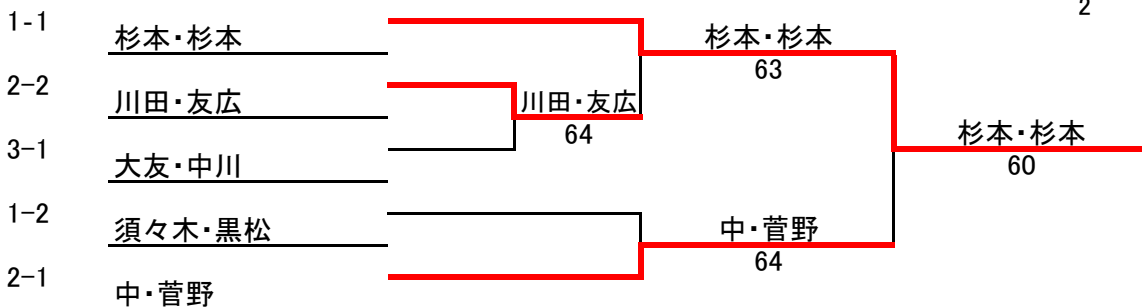 2
1-1
杉本・杉本
杉本・杉本
63
2-2
川田・友広
川田・友広
64
3-1
大友・中川
杉本・杉本
60
1-2
須々木・黒松
中・菅野
64
2-1
中・菅野